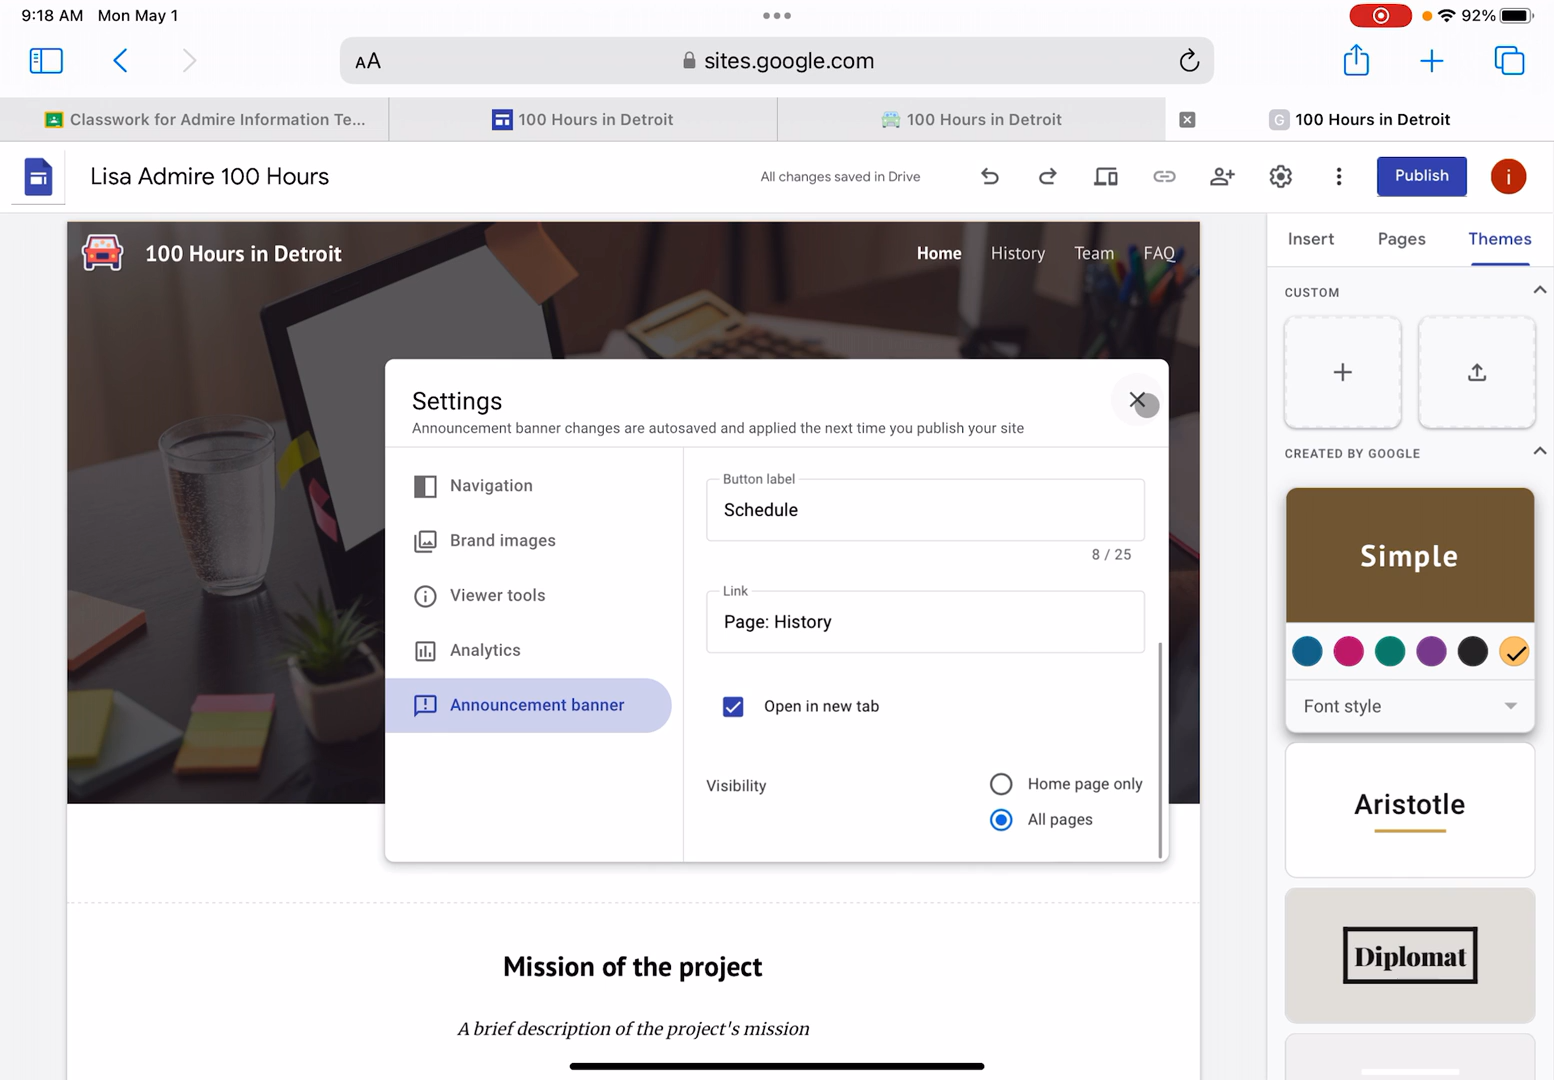 9:18 AM Mon May 1
92%
AA
sites.google.com
Classwork for Admire Information Te...
100 Hours in Detroit
100 Hours in Detroit
G
100 Hours in Detroit
Lisa Admire 100 Hours
All changes saved in Drive
Publish
i
100 Hours in Detroit
Home
History
Team
FAQ
Insert
Pages
Themes
CUSTOM
CREATED BY GOOGLE
Simple
Font style
Aristotle
Diplomat
Settings
Announcement banner changes are autosaved and applied the next time you publish your site
Navigation
Brand images
Viewer tools
Analytics
Announcement banner
Button label
Schedule
8 / 25
Link
Page: History
Open in new tab
Visibility
Home page only
All pages
Mission of the project
A brief description of the project's mission